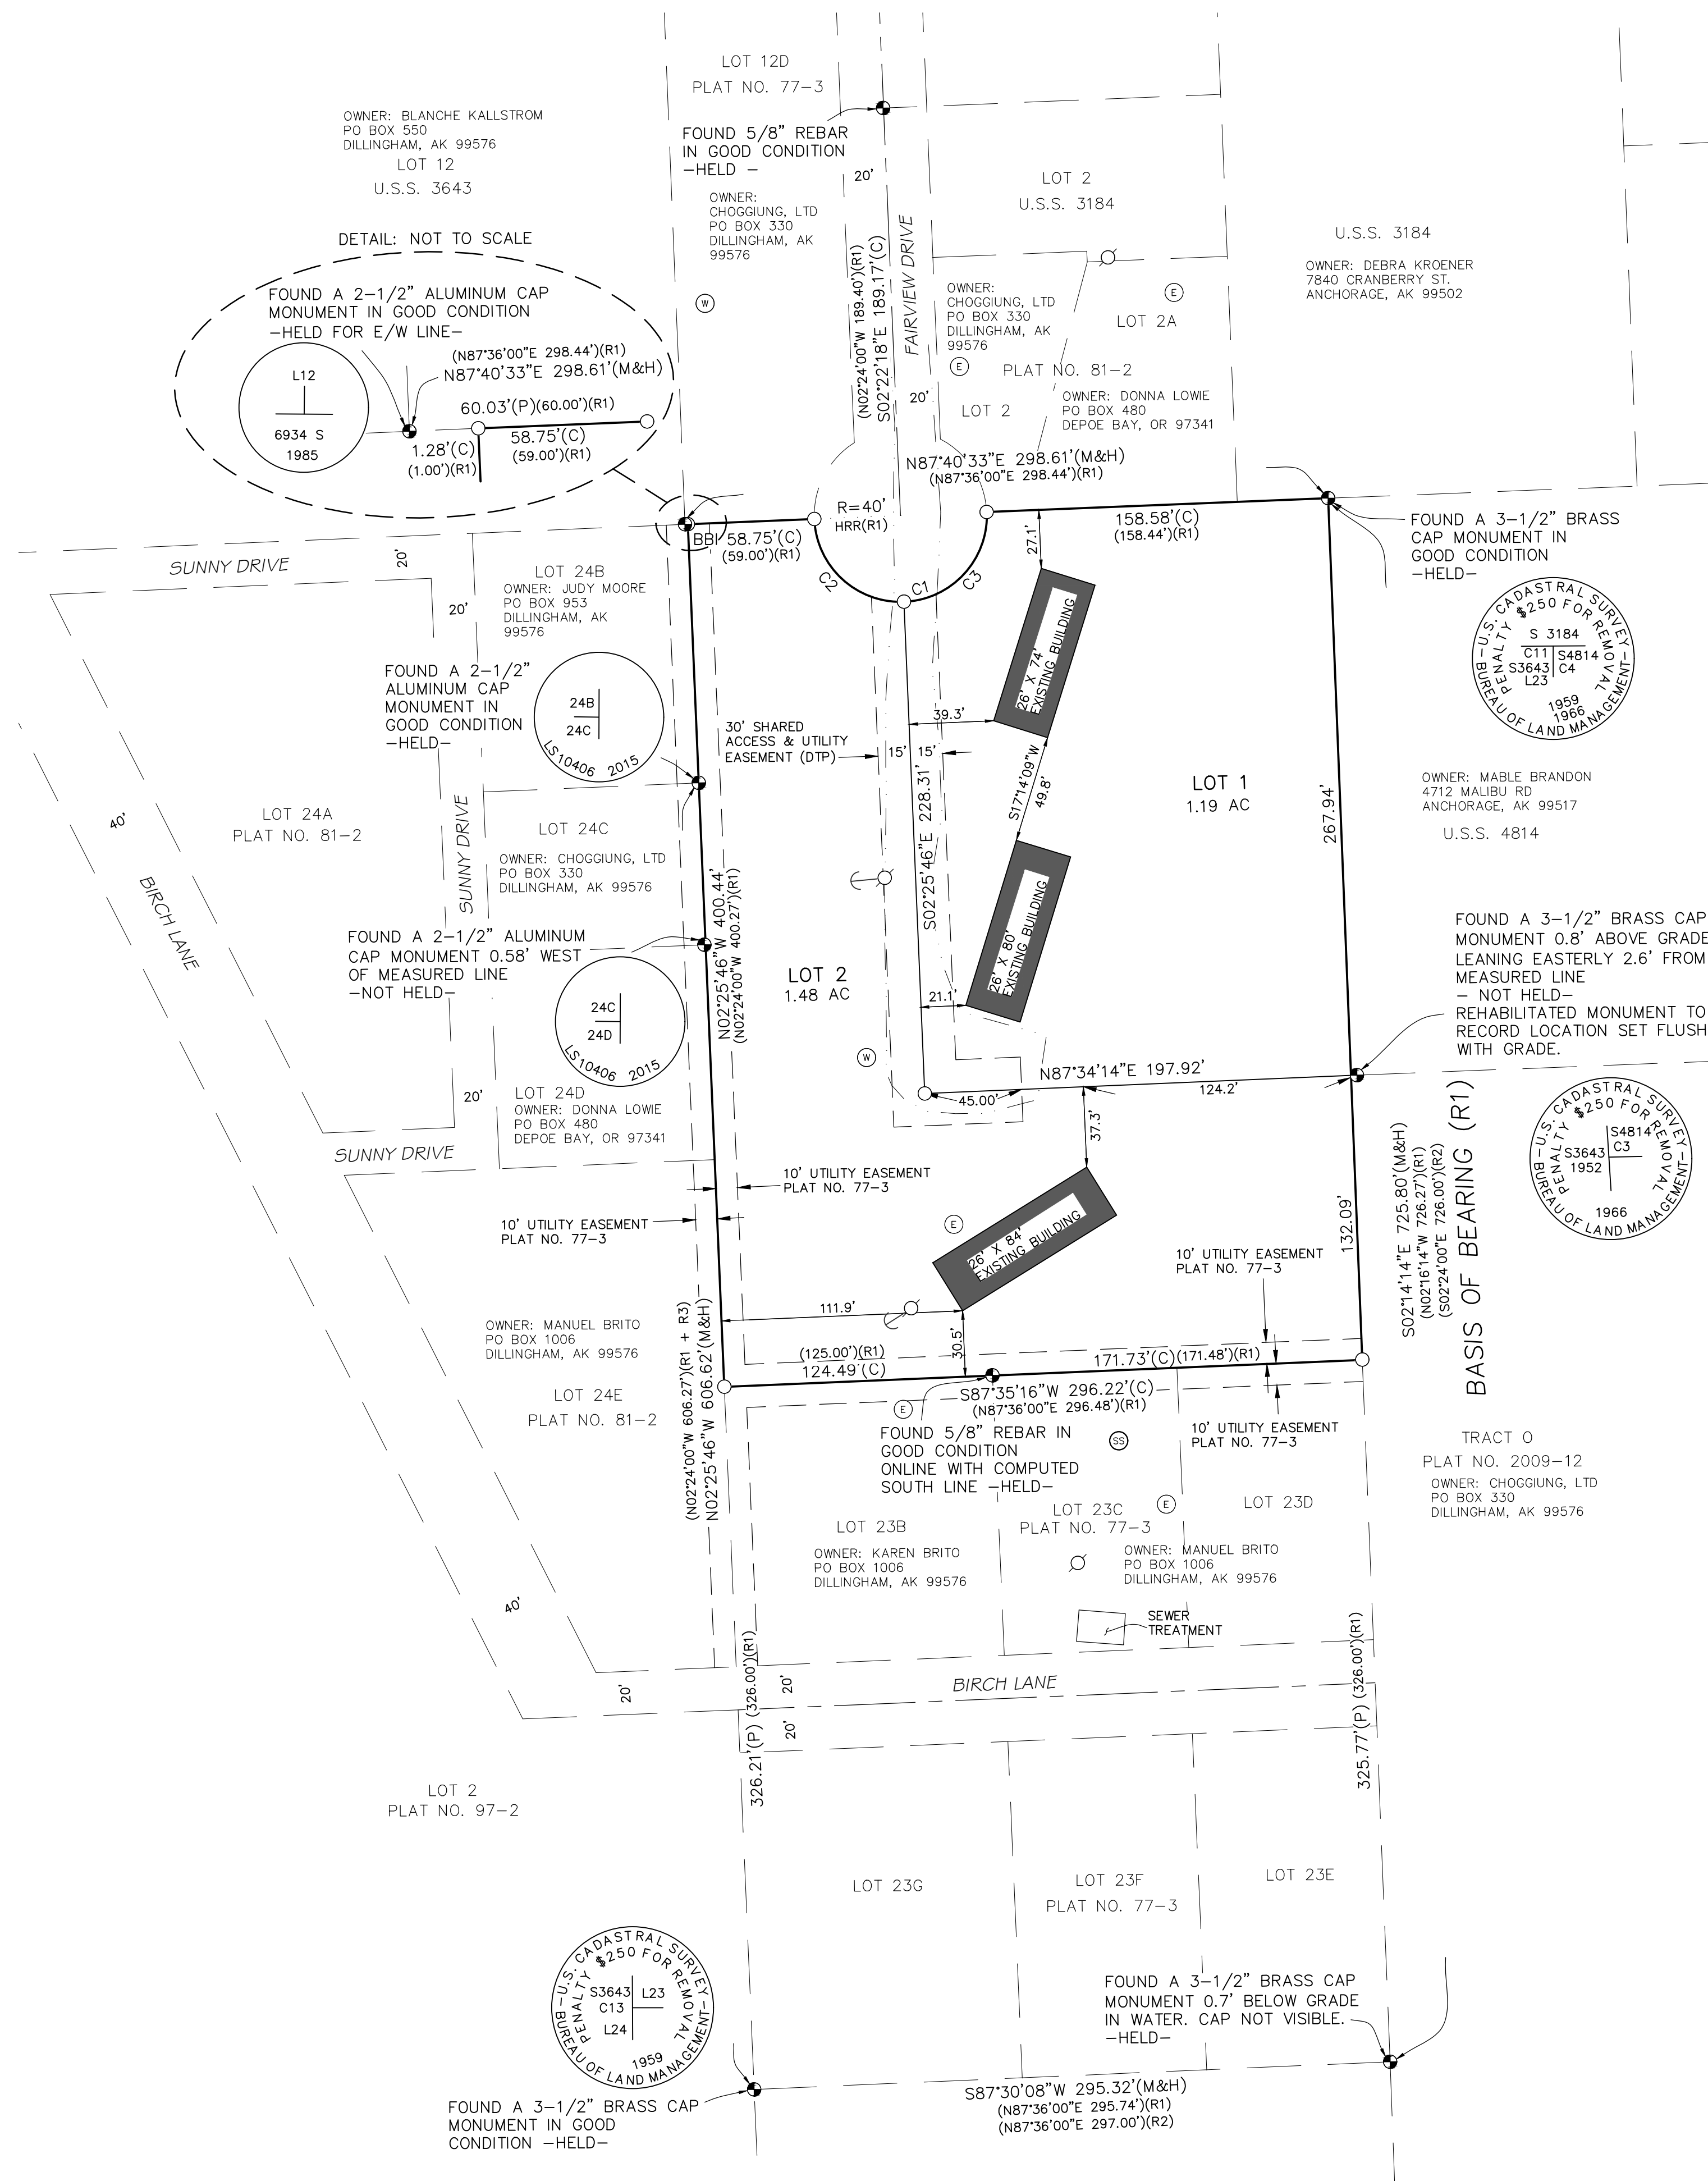 LOT 12D
PLAT NO. 77-3
OWNER: BLANCHE KALLSTROM
PO BOX 550
DILLINGHAM, AK 99576
LOT 12
U.S.S. 3643
FOUND 5/8" REBAR
IN GOOD CONDITION
-HELD -
20'
OWNER:
CHOGGIUNG, LTD
PO BOX 330
DILLINGHAM, AK
99576
LOT 2
U.S.S. 3184
U.S.S. 3184
OWNER: DEBRA KROENER
7840 CRANBERRY ST.
ANCHORAGE, AK 99502
DETAIL: NOT TO SCALE
FOUND A 2-1/2" ALUMINUM CAP
MONUMENT IN GOOD CONDITION
-HELD FOR E/W LINE-
(N87°36'00"E 298.44')(R1)
N87°40'33"E 298.61'(M&H)
60.03'(P)(60.00')(R1)
58.75'(C)
(59.00')(R1)
1.28'(C)
(1.00')(R1)
L12
6934 S
1985
W
(N02°24'00"W 189.40')(R1)
S02°22'18"E 189.17'(C)
FAIRVIEW DRIVE
20'
OWNER:
CHOGGIUNG, LTD
PO BOX 330
DILLINGHAM, AK
99576
E
E
LOT 2A
PLAT NO. 81-2
LOT 2
OWNER: DONNA LOWIE
PO BOX 480
DEPOE BAY, OR 97341
N87°40'33"E 298.61'(M&H)
(N87°36'00"E 298.44')(R1)
R=40'
HRR(R1)
BBI 58.75'(C)
(59.00')(R1)
158.58'(C)
(158.44')(R1)
27.1'
C2
C1
C3
FOUND A 3-1/2" BRASS
CAP MONUMENT IN
GOOD CONDITION
-HELD-
U.S. CADASTRAL SURVEY
PENALTY $250 FOR REMOVAL
S 3184
C11 S4814
S3643 C4
L23
1959
1966
BUREAU OF LAND MANAGEMENT
SUNNY DRIVE
20'
LOT 24B
OWNER: JUDY MOORE
PO BOX 953
DILLINGHAM, AK
99576
20'
FOUND A 2-1/2"
ALUMINUM CAP
MONUMENT IN
GOOD CONDITION
-HELD-
24B
24C
LS10406 2015
30' SHARED
ACCESS & UTILITY
EASEMENT (DTP)
15' 15'
39.3'
26' X 74'
EXISTING BUILDING
S17°14'09"W
49.8'
S02°25'46"E 228.31'
LOT 1
1.19 AC
267.94'
OWNER: MABLE BRANDON
4712 MALIBU RD
ANCHORAGE, AK 99517
U.S.S. 4814
LOT 24A
PLAT NO. 81-2
40'
BIRCH LANE
SUNNY DRIVE
LOT 24C
OWNER: CHOGGIUNG, LTD
PO BOX 330
DILLINGHAM, AK 99576
N02°25'46"W 400.44'
(N02°24'00"W 400.27')(R1)
FOUND A 2-1/2" ALUMINUM
CAP MONUMENT 0.58' WEST
OF MEASURED LINE
-NOT HELD-
24C
24D
LS10406 2015
LOT 2
1.48 AC
26' X 80'
EXISTING BUILDING
21.1'
W
FOUND A 3-1/2" BRASS CAP
MONUMENT 0.8' ABOVE GRADE
LEANING EASTERLY 2.6' FROM
MEASURED LINE
- NOT HELD-
REHABILITATED MONUMENT TO
RECORD LOCATION SET FLUSH
WITH GRADE.
N87°34'14"E 197.92'
45.00'
124.2'
37.3'
U.S. CADASTRAL SURVEY
PENALTY $250 FOR REMOVAL
S4814
S3643 C3
1952
1966
BUREAU OF LAND MANAGEMENT
20'
LOT 24D
OWNER: DONNA LOWIE
PO BOX 480
DEPOE BAY, OR 97341
SUNNY DRIVE
10' UTILITY EASEMENT
PLAT NO. 77-3
10' UTILITY EASEMENT
PLAT NO. 77-3
E
26' X 84'
EXISTING BUILDING
132.09'
S02°14'14"E 725.80'(M&H)
(N02°16'14"W 726.27')(R1)
(S02°24'00"E 726.00')(R2)
BASIS OF BEARING (R1)
10' UTILITY EASEMENT
PLAT NO. 77-3
111.9'
30.5'
OWNER: MANUEL BRITO
PO BOX 1006
DILLINGHAM, AK 99576
LOT 24E
PLAT NO. 81-2
(N02°24'00"W 606.27')(R1 + R3)
N02°25'46"W 606.62'(M&H)
(125.00')(R1)
124.49'(C)
171.73'(C)(171.48')(R1)
S87°35'16"W 296.22'(C)
(N87°36'00"E 296.48')(R1)
E
FOUND 5/8" REBAR IN
GOOD CONDITION
ONLINE WITH COMPUTED
SOUTH LINE -HELD-
SS
10' UTILITY EASEMENT
PLAT NO. 77-3
TRACT O
PLAT NO. 2009-12
OWNER: CHOGGIUNG, LTD
PO BOX 330
DILLINGHAM, AK 99576
LOT 23B
OWNER: KAREN BRITO
PO BOX 1006
DILLINGHAM, AK 99576
LOT 23C
PLAT NO. 77-3
E
LOT 23D
OWNER: MANUEL BRITO
PO BOX 1006
DILLINGHAM, AK 99576
SEWER
TREATMENT
40'
20'
20'
BIRCH LANE
20'
326.21'(P) (326.00')(R1)
325.77'(P) (326.00')(R1)
LOT 2
PLAT NO. 97-2
LOT 23G
LOT 23F
PLAT NO. 77-3
LOT 23E
U.S. CADASTRAL SURVEY
PENALTY $250 FOR REMOVAL
S3643 L23
C13
L24
1959
BUREAU OF LAND MANAGEMENT
FOUND A 3-1/2" BRASS CAP
MONUMENT 0.7' BELOW GRADE
IN WATER. CAP NOT VISIBLE.
-HELD-
FOUND A 3-1/2" BRASS CAP
MONUMENT IN GOOD
CONDITION -HELD-
S87°30'08"W 295.32'(M&H)
(N87°36'00"E 295.74')(R1)
(N87°36'00"E 297.00')(R2)